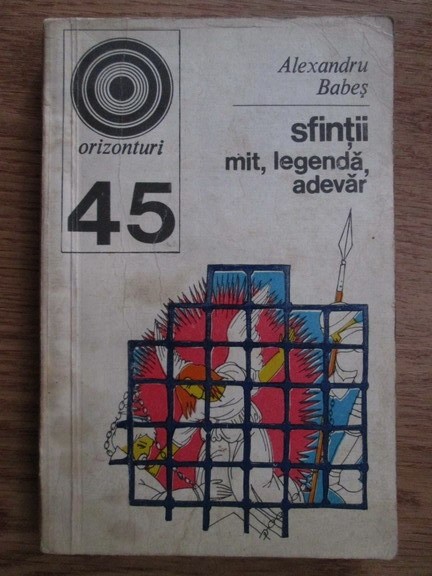 orizonturi
45
Alexandru
Babeș
sfinții
mit, legendă,
adevăr